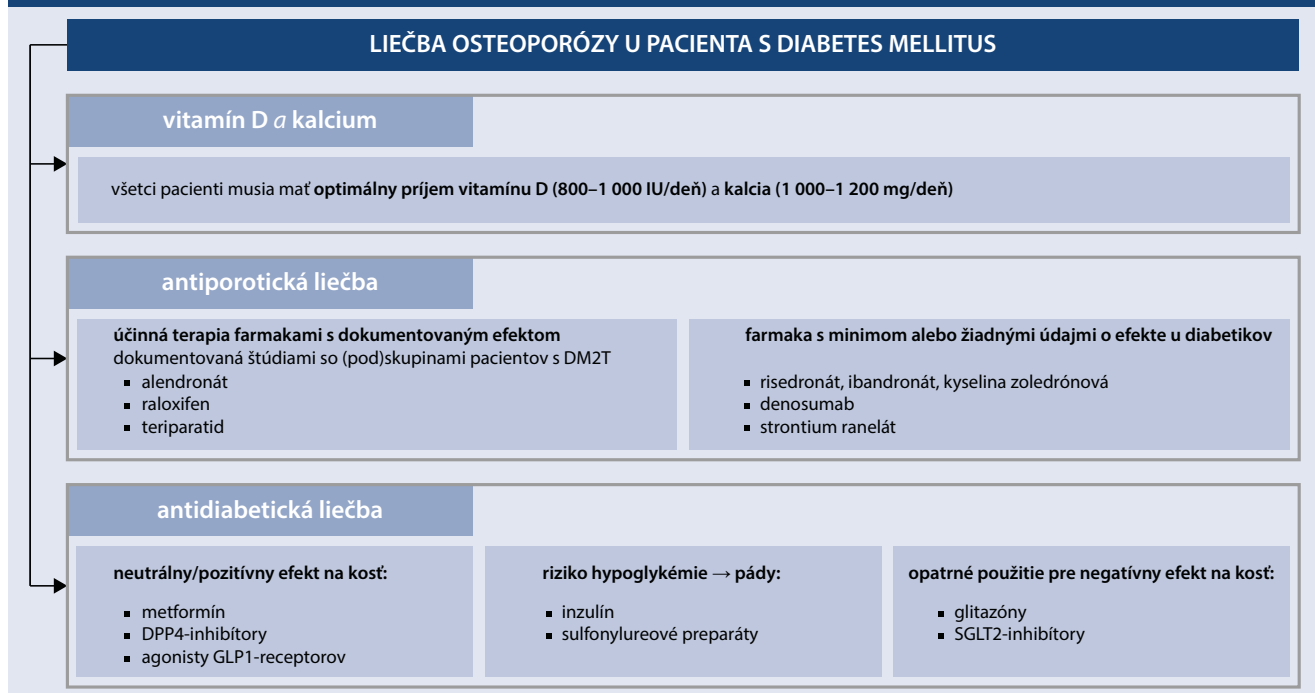 LIEČBA OSTEOPORÓZY U PACIENTA S DIABETES MELLITUS
vitamín D a kalcium
všetci pacienti musia mať optimálny príjem vitamínu D (800–1 000 IU/deň) a kalcia (1 000–1 200 mg/deň)
antiporotická liečba
účinná terapia farmakami s dokumentovaným efektom
dokumentovaná štúdiami so (pod)skupinami pacientov s DM2T
▪ alendronát
▪ raloxifen
▪ teriparatid
farmaka s minimom alebo žiadnými údajmi o efekte u diabetikov
▪ risedronát, ibandronát, kyselina zoledrónová
▪ denosumab
▪ strontium ranelát
antidiabetická liečba
neutrálny/pozitívny efekt na kosť:
▪ metformín
▪ DPP4-inhibítory
▪ agonisty GLP1-receptorov
riziko hypoglykémie → pády:
▪ inzulín
▪ sulfonylureové preparáty
opatrné použitie pre negatívny efekt na kosť:
▪ glitazóny
▪ SGLT2-inhibítory